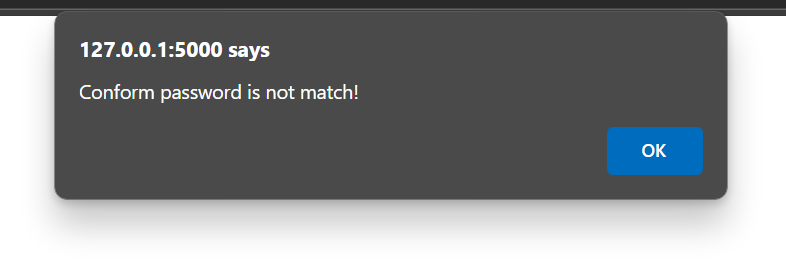 127.0.0.1:5000 says
Conform password is not match!
OK